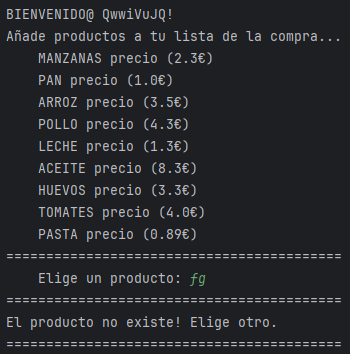 BIENVENID@ QwwiVuJQ!
Añade productos a tu lista de la compra...
MANZANAS precio (2.3€)
PAN precio (1.0€)
ARROZ precio (3.5€)
POLLO precio (4.3€)
LECHE precio (1.3€)
ACEITE precio (8.3€)
HUEVOS precio (3.3€)
TOMATES precio (4.0€)
PASTA precio (0.89€)
==========================================
Elige un producto: fg
==========================================
El producto no existe! Elige otro.
==========================================